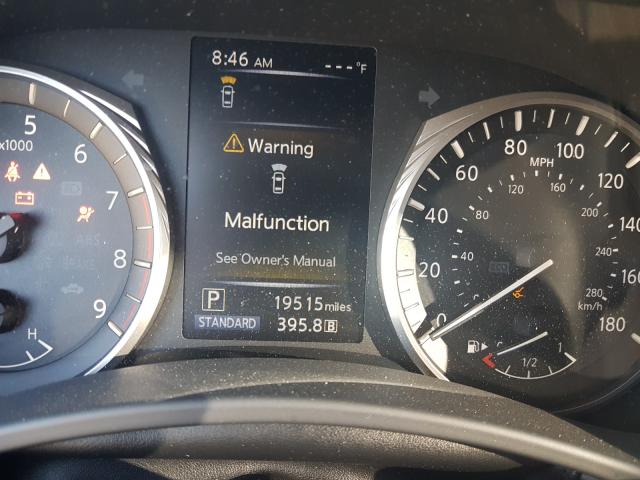 8:46 AM
--- °F
Warning
Malfunction
See Owner's Manual
P
19515 miles
STANDARD
395.8 B
x1000
5
6
7
8
9
H
ABS
0
20
40
60
80
100
120
140
160
180
MPH
40
80
120
160
200
240
280
km/h
1/2
1